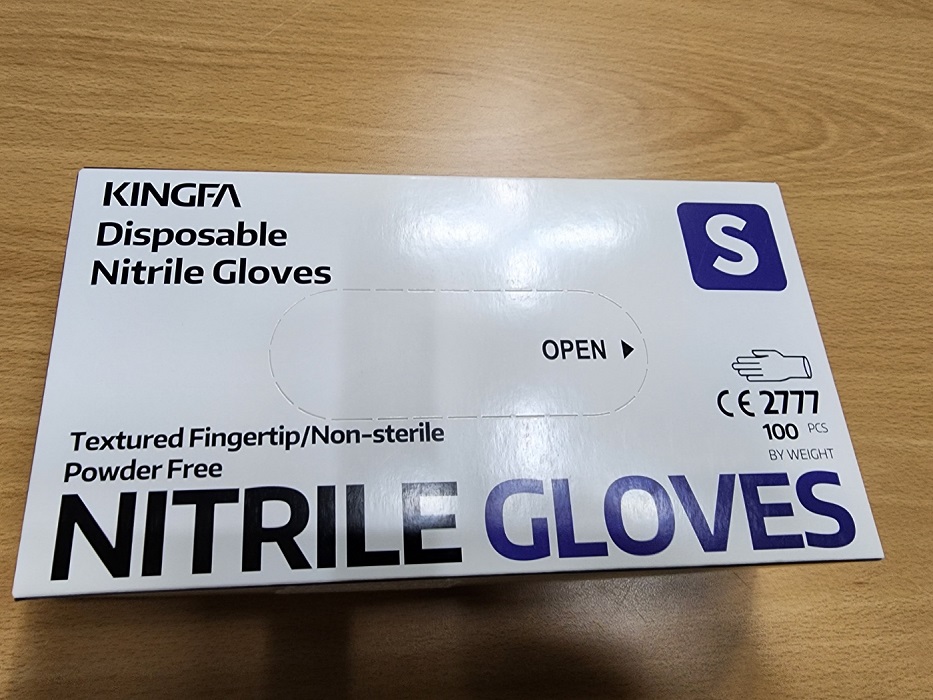 KINGFA
Disposable
Nitrile Gloves
S
OPEN
CE 2777
100 PCS
BY WEIGHT
Textured Fingertip/Non-sterile
Powder Free
NITRILE GLOVES